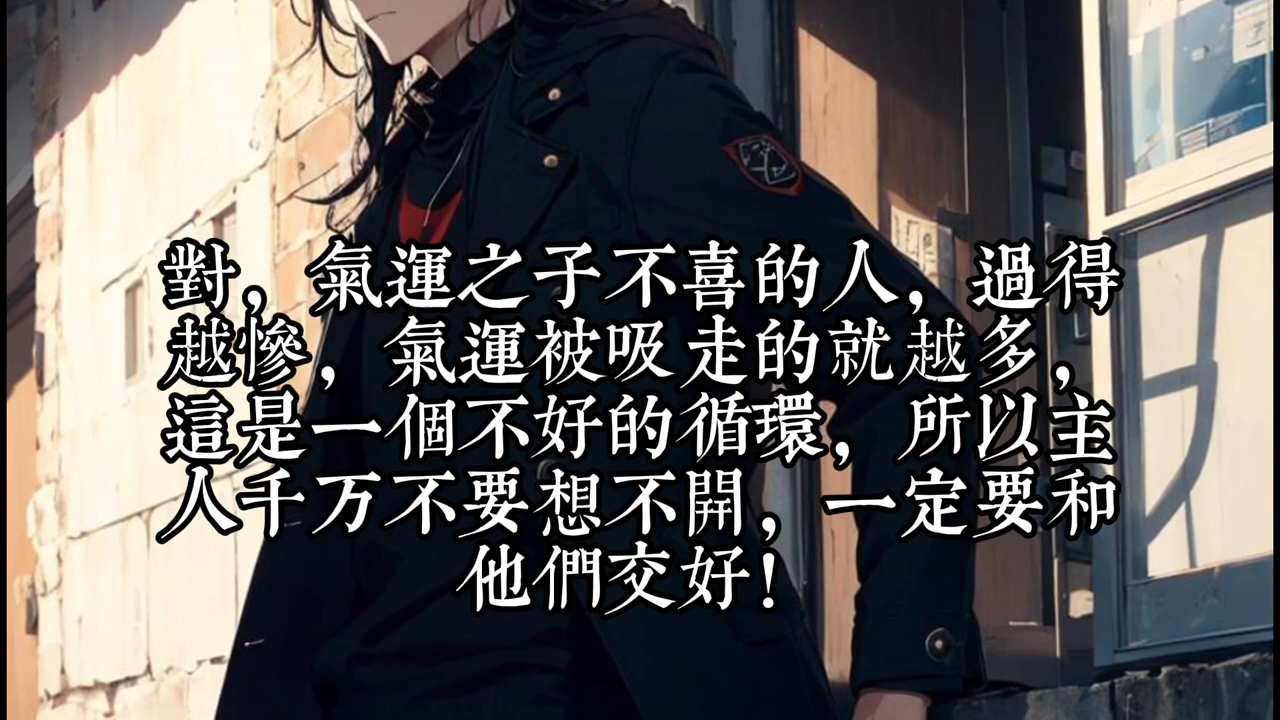 對，氣運之子不喜的人，過得
越慘，氣運被吸走的就越多，
這是一個不好的循環，所以主
人千万不要想不開，一定要和
他們交好！